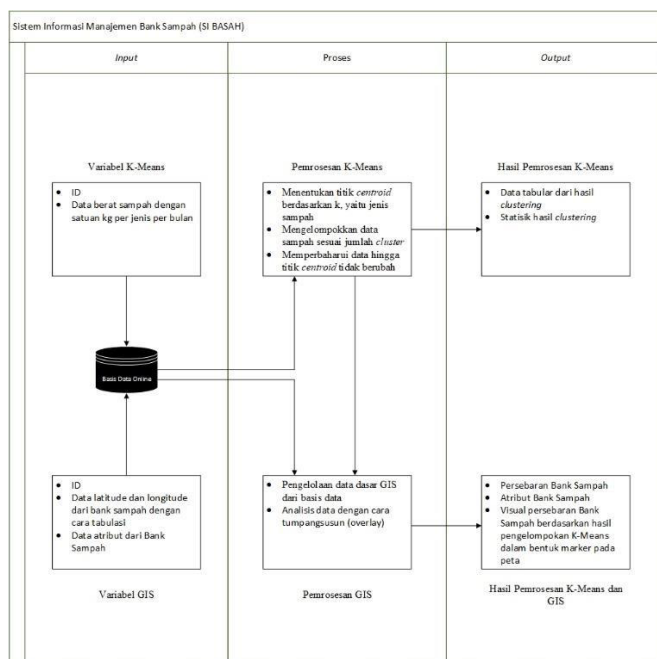 Sistem Informasi Manajemen Bank Sampah (SI BASAH)
Input
Proses
Output
Variabel K-Means
Pemrosesan K-Means
Hasil Pemrosesan K-Means
• ID
• Data berat sampah dengan
satuan kg per jenis per bulan
• Menentukan titik centroid
berdasarkan k, yaitu jenis
sampah
• Mengelompokkan data
sampah sesuai jumlah cluster
• Memperbaharui data hingga
titik centroid tidak berubah
• Data tabular dari hasil
clustering
• Statistik hasil clustering
Basis Data Online
• ID
• Data latitude dan longitude
dari bank sampah dengan
cara tabulasi
• Data atribut dari Bank
Sampah
• Pengelolaan data dasar GIS
dari basis data
• Analisis data dengan cara
tumpangsusun (overlay)
• Persebaran Bank Sampah
• Atribut Bank Sampah
• Visual persebaran Bank
Sampah berdasarkan hasil
pengelompokan K-Means
dalam bentuk marker pada
peta
Variabel GIS
Pemrosesan GIS
Hasil Pemrosesan K-Means dan
GIS